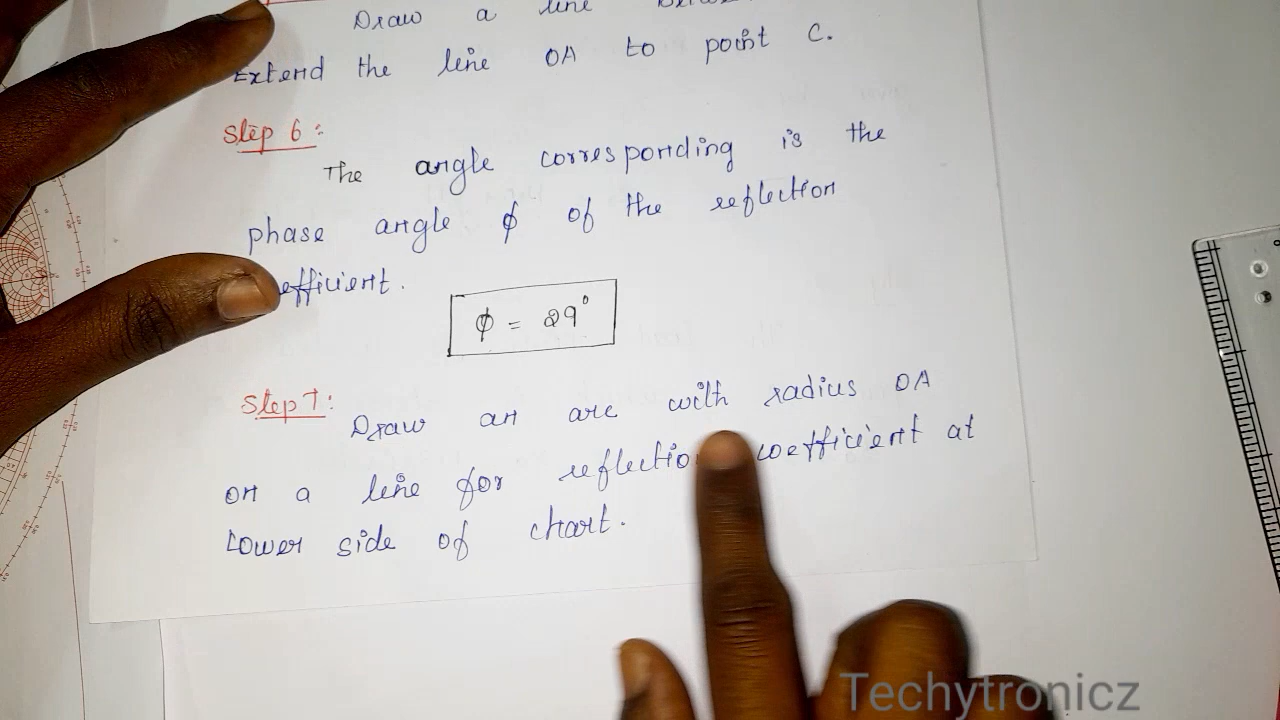 Draw a line
Extend the line OA to point C.
Step 6:
The angle corresponding is the
phase angle ϕ of the reflection
efficient.
ϕ = 29°
Step 7:
Draw an arc with radius OA
on a line for reflection coefficient at
Lower side of chart.
Techytronicz